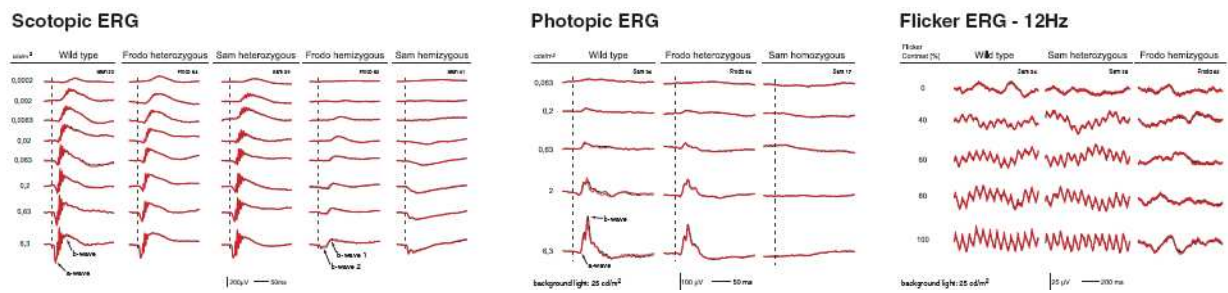 Scotopic ERG
Wild type Frodo heterozygous Sam heterozygous Frodo hemizygous Sam hemizygous
0,0002
0,002
0,0063
0,02
0,063
0,2
0,63
6,3
b-wave
a-wave
b-wave 1
b-wave 2
200µV 50ms
Photopic ERG
Wild type Frodo heterozygous Sam homozygous
0,063
0,2
0,63
2
6,3
b-wave
a-wave
background light: 25 cd/m²
100 µV 50 ms
Flicker ERG - 12Hz
Flicker
Contrast [%]
Wild type Sam heterozygous Frodo hemizygous
0
40
60
80
100
background light: 25 cd/m²
25 µV 200 ms